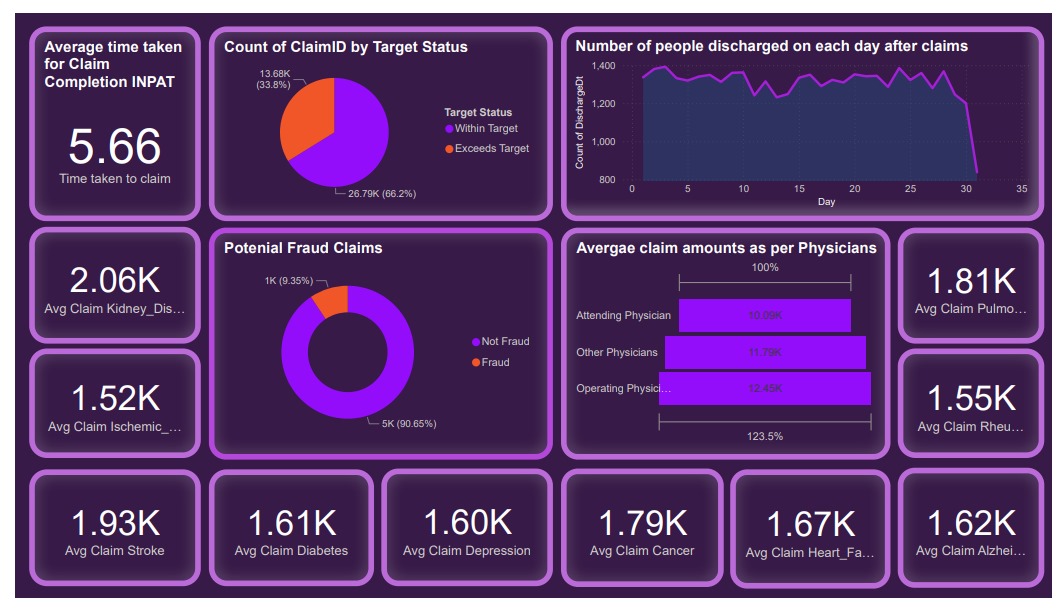 Average time taken
for Claim
Completion INPAT
5.66
Time taken to claim
Count of ClaimID by Target Status
13.68K
(33.8%)
26.79K (66.2%)
Target Status
Within Target
Exceeds Target
Number of people discharged on each day after claims
Count of DischargeDt
1,400
1,200
1,000
800
0
5
10
15
20
25
30
35
Day
2.06K
Avg Claim Kidney_Dis…
1.52K
Avg Claim Ischemic_…
Potenial Fraud Claims
1K (9.35%)
5K (90.65%)
Not Fraud
Fraud
Avergae claim amounts as per Physicians
100%
Attending Physician
10.09K
Other Physicians
11.79K
Operating Physici…
12.45K
123.5%
1.81K
Avg Claim Pulmo…
1.55K
Avg Claim Rheu…
1.93K
Avg Claim Stroke
1.61K
Avg Claim Diabetes
1.60K
Avg Claim Depression
1.79K
Avg Claim Cancer
1.67K
Avg Claim Heart_Fa…
1.62K
Avg Claim Alzhei…